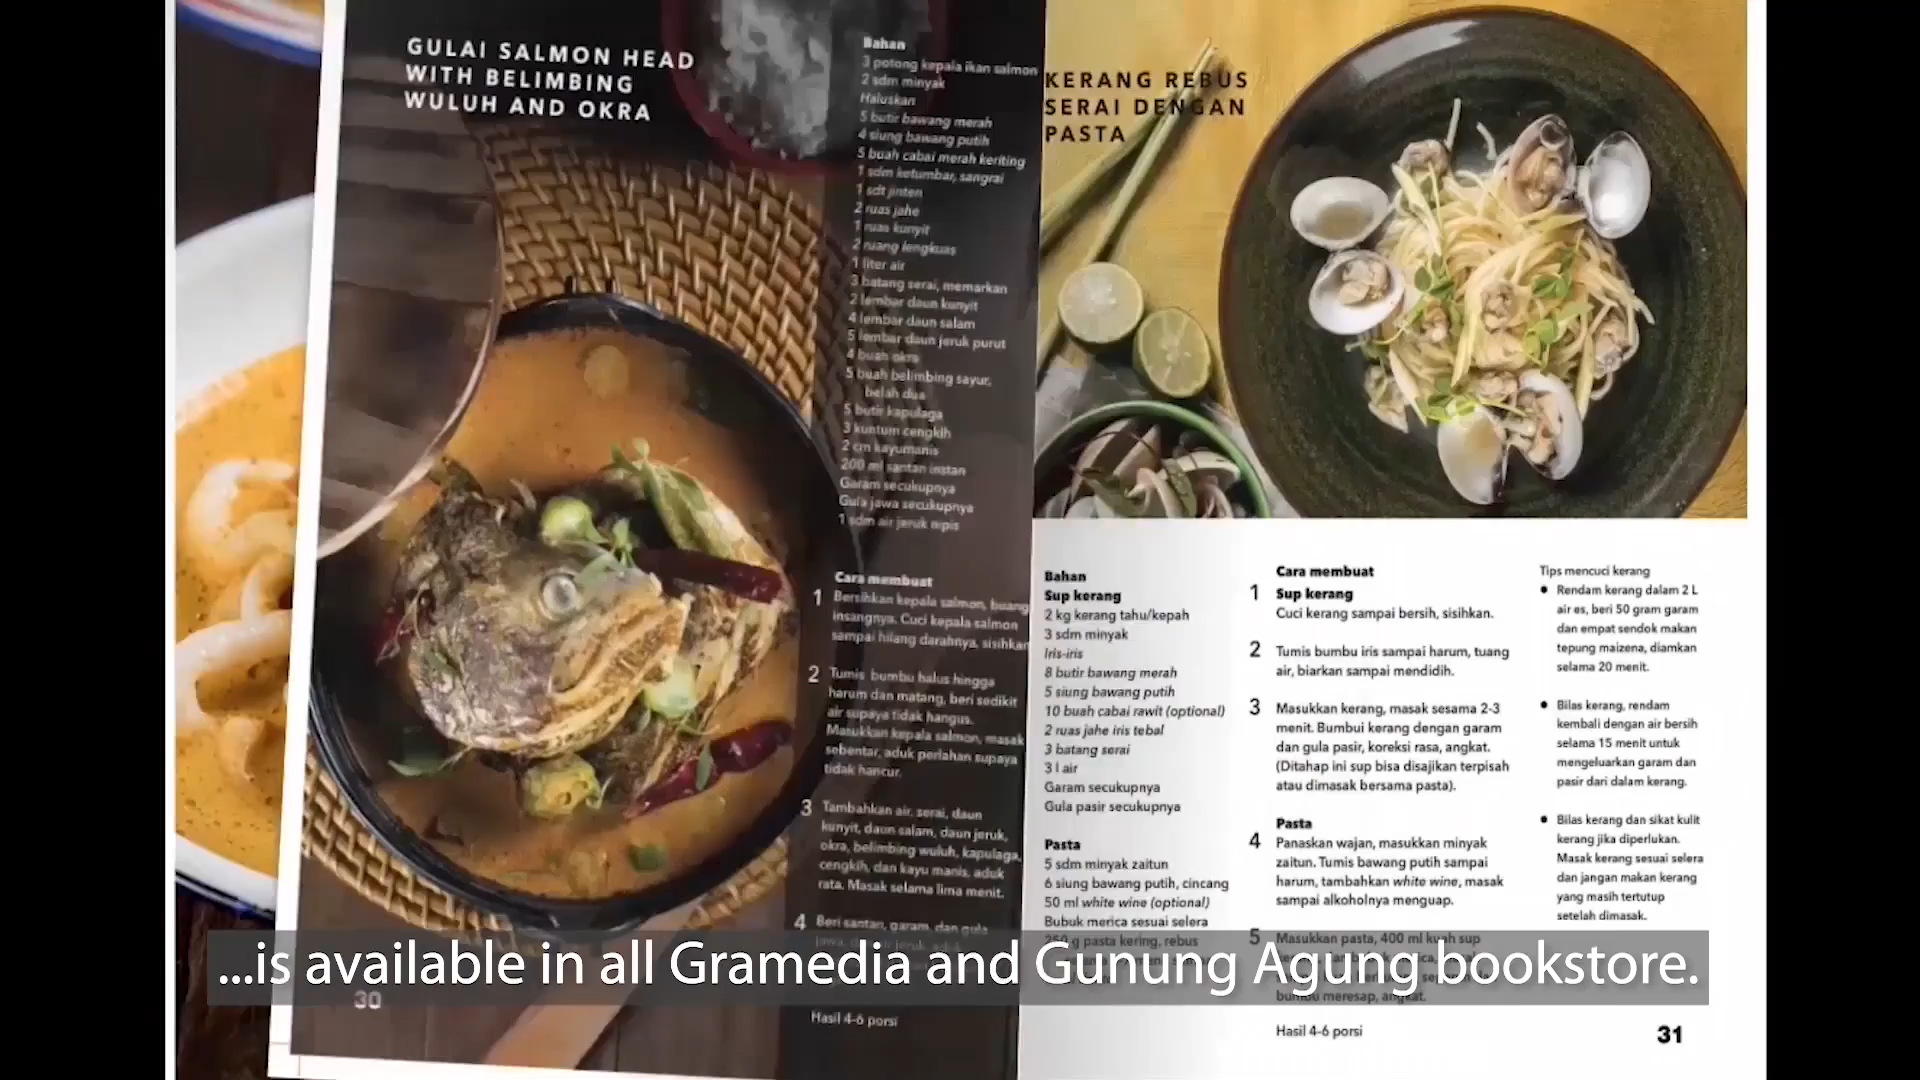 GULAI SALMON HEAD
WITH BELIMBING
WULUH AND OKRA
Bahan
3 potong kepala ikan salmon
2 sdm minyak
Haluskan
5 butir bawang merah
4 siung bawang putih
5 buah cabai merah keriting
1 sdm ketumbar, sangrai
1 sdt jinten
2 ruas jahe
1 ruas kunyit
2 ruang lengkuas
1 liter air
3 batang serai, memarkan
2 lembar daun kunyit
4 lembar daun salam
5 lembar daun jeruk purut
4 buah okra
5 buah belimbing sayur,
belah dua
5 butir kapulaga
3 kuntum cengkih
2 cm kayumanis
200 ml santan instan
Garam secukupnya
Gula jawa secukupnya
1 sdm air jeruk nipis
Cara membuat
1 Bersihkan kepala salmon, buang
insangnya. Cuci kepala salmon
sampai hilang darahnya, sisihkan
2 Tumis bumbu halus hingga
harum dan matang, beri sedikit
air supaya tidak hangus.
Masukkan kepala salmon, masak
sebentar, aduk perlahan supaya
tidak hancur.
3 Tambahkan air, serai, daun
kunyit, daun salam, daun jeruk,
okra, belimbing wuluh, kapulaga,
cengkih, dan kayu manis, aduk
rata. Masak selama lima menit.
4 Beri santan, garam, dan gula
Hasil 4-6 porsi
30
KERANG REBUS
SERAI DENGAN
PASTA
Bahan
Sup kerang
2 kg kerang tahu/kepah
3 sdm minyak
Iris-iris
8 butir bawang merah
5 siung bawang putih
10 buah cabai rawit (optional)
2 ruas jahe iris tebal
3 batang serai
3 l air
Garam secukupnya
Gula pasir secukupnya
Pasta
5 sdm minyak zaitun
6 siung bawang putih, cincang
50 ml white wine (optional)
Bubuk merica sesuai selera
250 g pasta kering, rebus
Cara membuat
Sup kerang
1 Cuci kerang sampai bersih, sisihkan.
2 Tumis bumbu iris sampai harum, tuang
air, biarkan sampai mendidih.
3 Masukkan kerang, masak sesama 2-3
menit. Bumbui kerang dengan garam
dan gula pasir, koreksi rasa, angkat.
(Ditahap ini sup bisa disajikan terpisah
atau dimasak bersama pasta).
Pasta
4 Panaskan wajan, masukkan minyak
zaitun. Tumis bawang putih sampai
harum, tambahkan white wine, masak
sampai alkoholnya menguap.
5 Masukkan pasta, 400 ml kuah sup
bumbu meresap, angkat.
Hasil 4-6 porsi
Tips mencuci kerang
• Rendam kerang dalam 2 L
air es, beri 50 gram garam
dan empat sendok makan
tepung maizena, diamkan
selama 20 menit.
• Bilas kerang, rendam
kembali dengan air bersih
selama 15 menit untuk
mengeluarkan garam dan
pasir dari dalam kerang.
• Bilas kerang dan sikat kulit
kerang jika diperlukan.
Masak kerang sesuai selera
dan jangan makan kerang
yang masih tertutup
setelah dimasak.
31
...is available in all Gramedia and Gunung Agung bookstore.